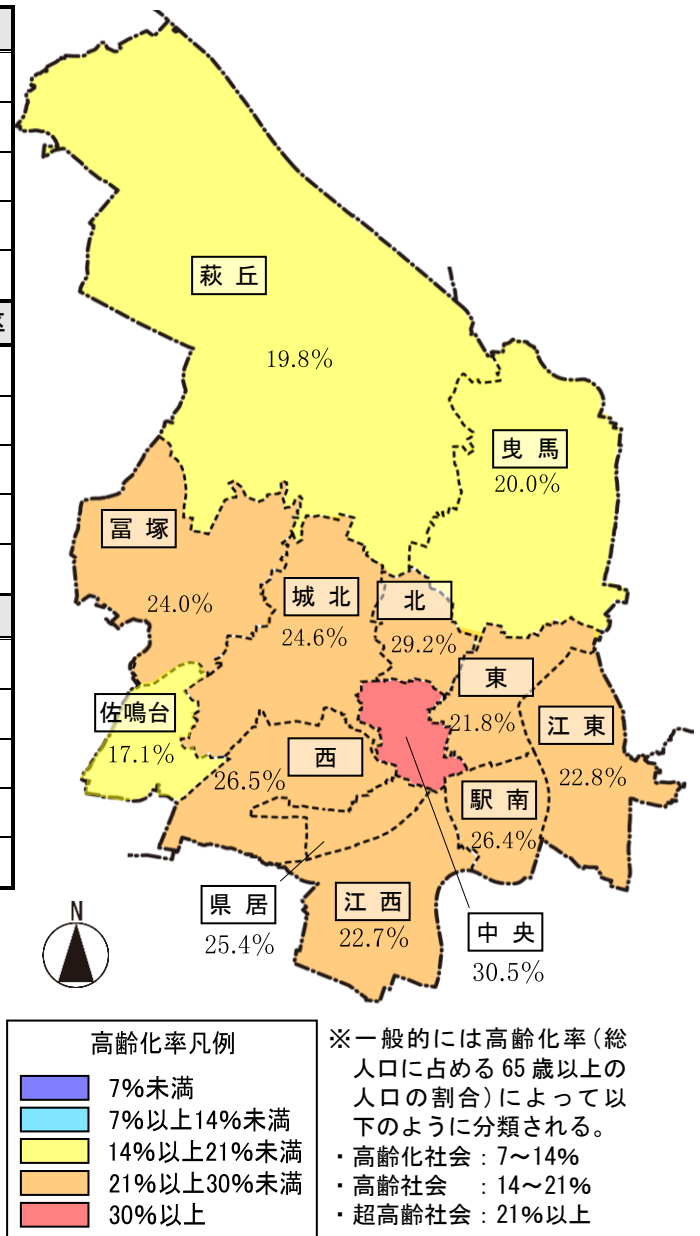 区
萩丘
19.8%
曳馬
20.0%
冨塚
24.0%
城北
24.6%
北
29.2%
東
21.8%
佐鳴台
17.1%
江東
22.8%
西
26.5%
駅南
26.4%
県居
25.4%
江西
22.7%
中央
30.5%
N
高齢化率凡例
7%未満
7%以上14%未満
14%以上21%未満
21%以上30%未満
30%以上
※一般的には高齢化率(総
人口に占める65歳以上の
人口の割合)によって以
下のように分類される。
・高齢化社会：7～14%
・高齢社会　：14～21%
・超高齢社会：21%以上